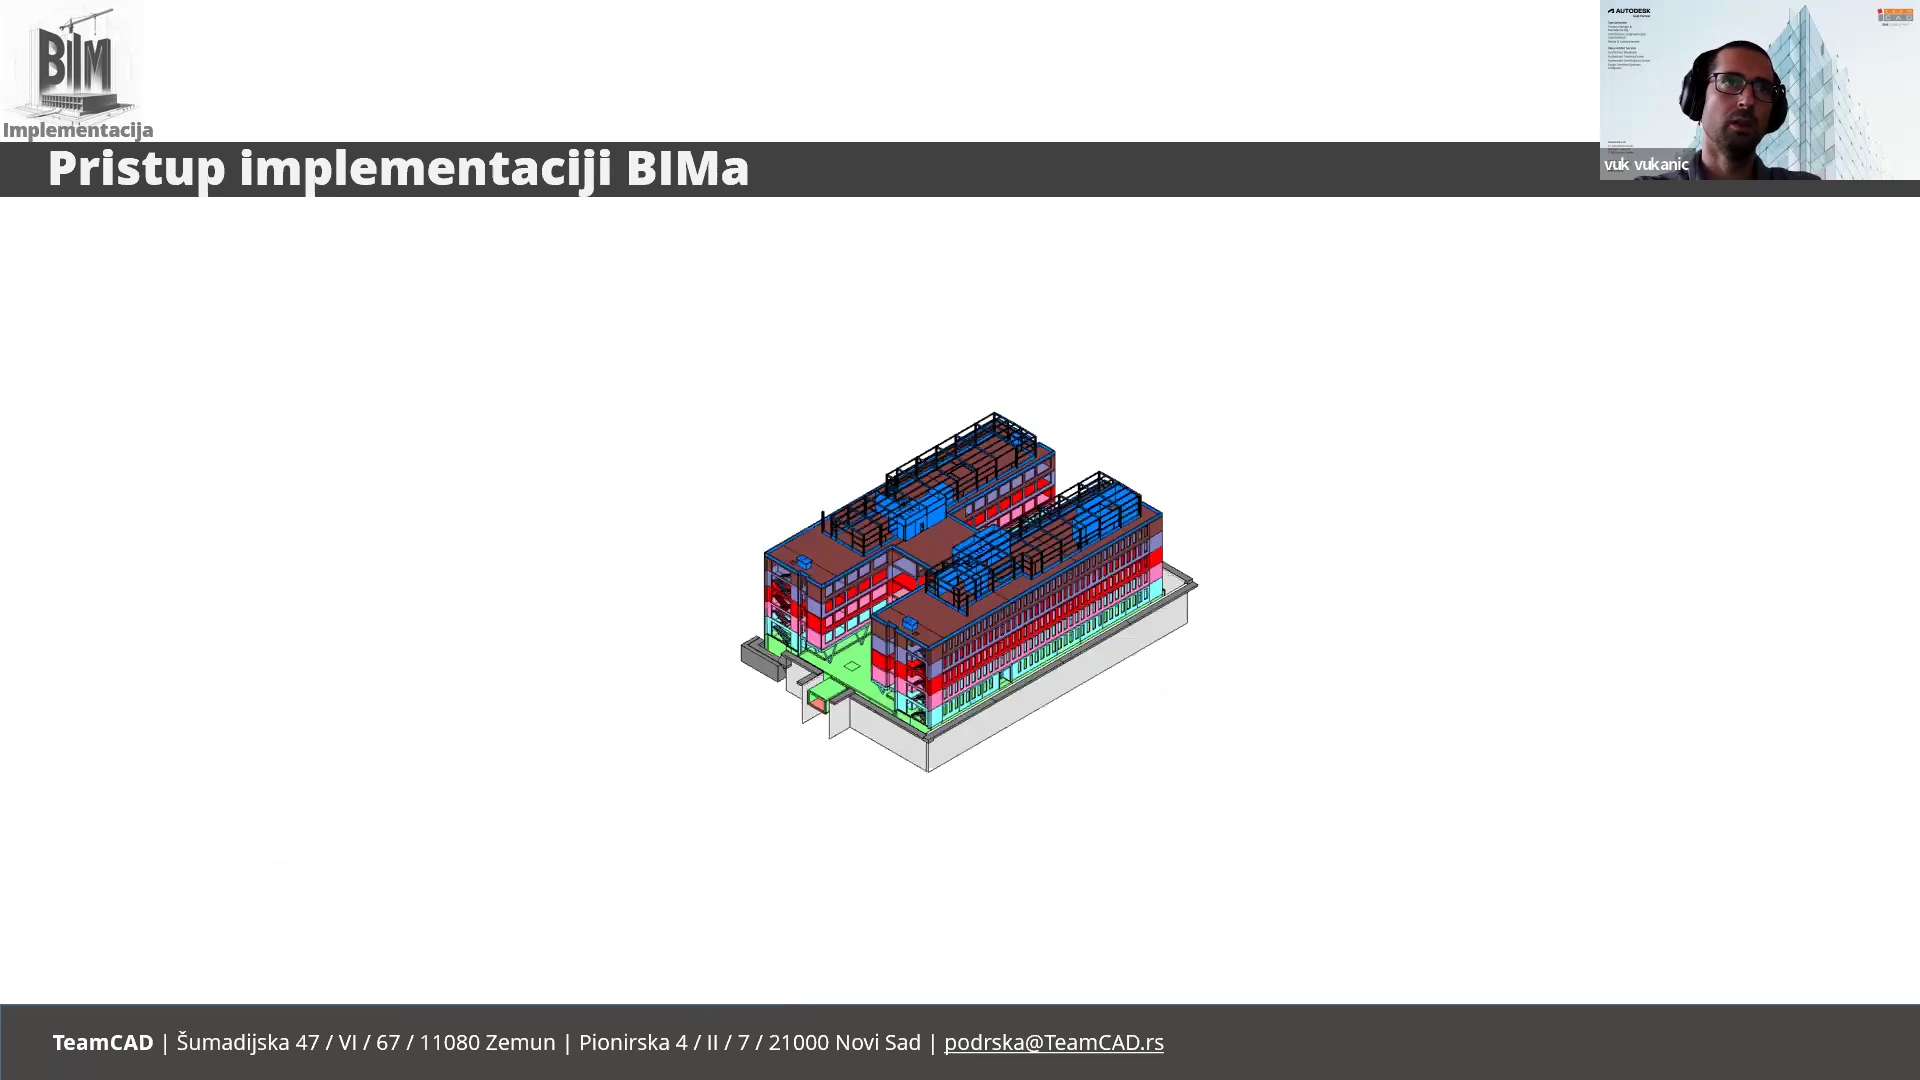 BIM
Implementacija
Pristup implementaciji BIMa
AUTODESK
vuk vukanic
TeamCAD | Šumadijska 47 / VI / 67 / 11080 Zemun | Pionirska 4 / II / 7 / 21000 Novi Sad | podrska@TeamCAD.rs